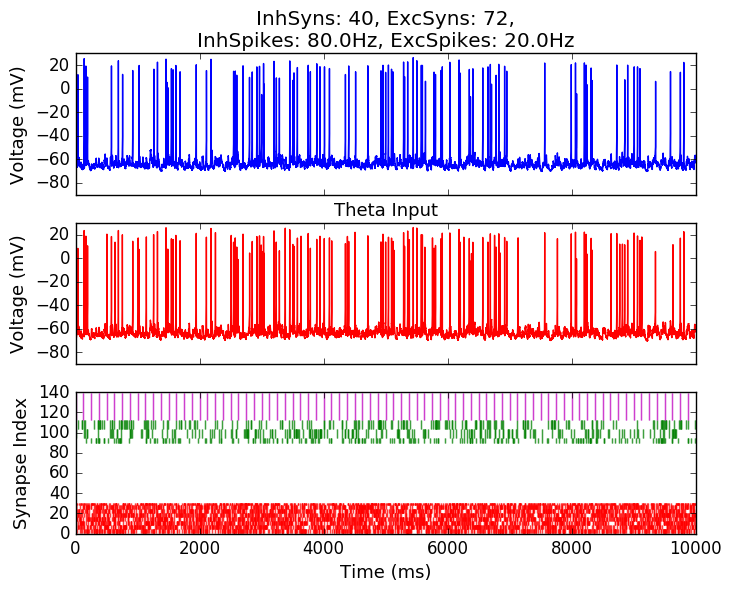 InhSyns: 40, ExcSyns: 72,
InhSpikes: 80.0Hz, ExcSpikes: 20.0Hz
Voltage (mV)
20
0
−20
−40
−60
−80
Theta Input
Voltage (mV)
20
0
−20
−40
−60
−80
Synapse Index
140
120
100
80
60
40
20
0
0 2000 4000 6000 8000 10000
Time (ms)